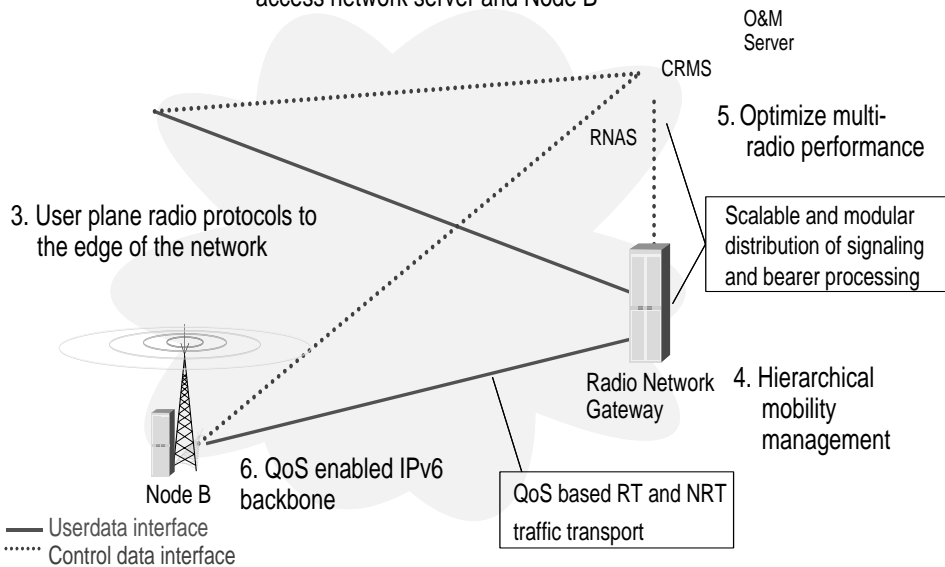 access network server and Node B
O&M
Server
CRMS
RNAS
5. Optimize multi-
radio performance
3. User plane radio protocols to
the edge of the network
Scalable and modular
distribution of signaling
and bearer processing
Radio Network
Gateway
4. Hierarchical
mobility
management
6. QoS enabled IPv6
backbone
Node B
QoS based RT and NRT
traffic transport
Userdata interface
Control data interface